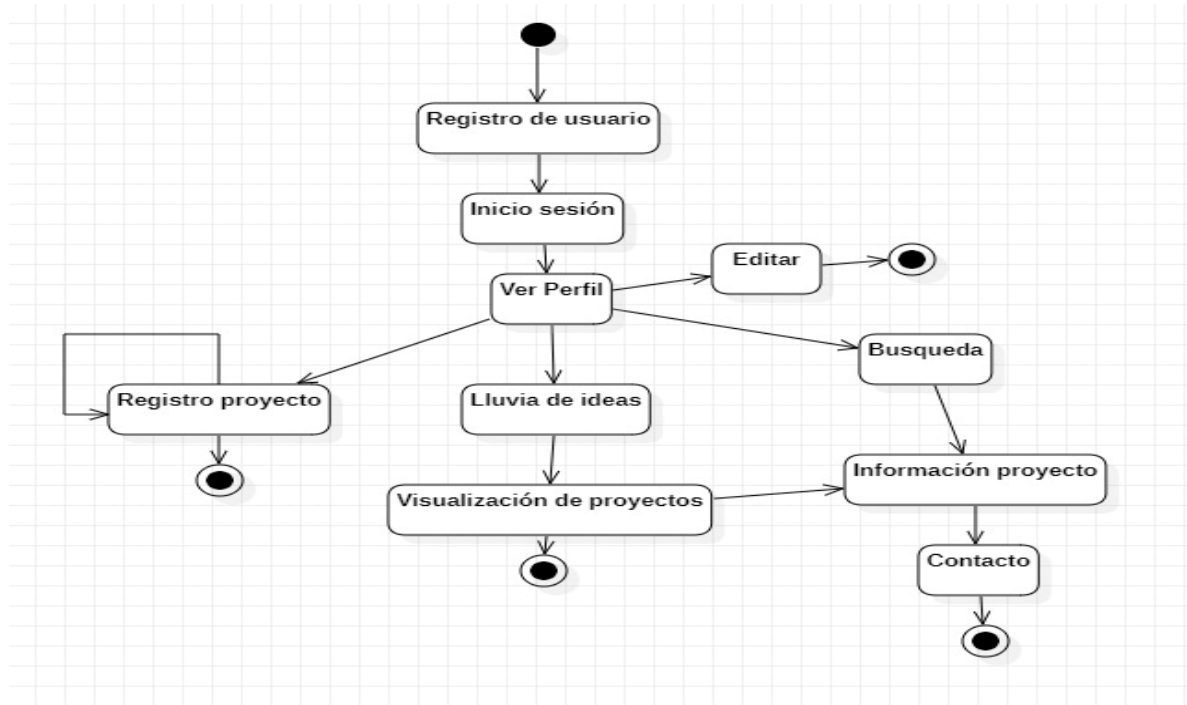 Registro de usuario
Inicio sesión
Editar
Ver Perfil
Busqueda
Registro proyecto
Lluvia de ideas
Información proyecto
Visualización de proyectos
Contacto